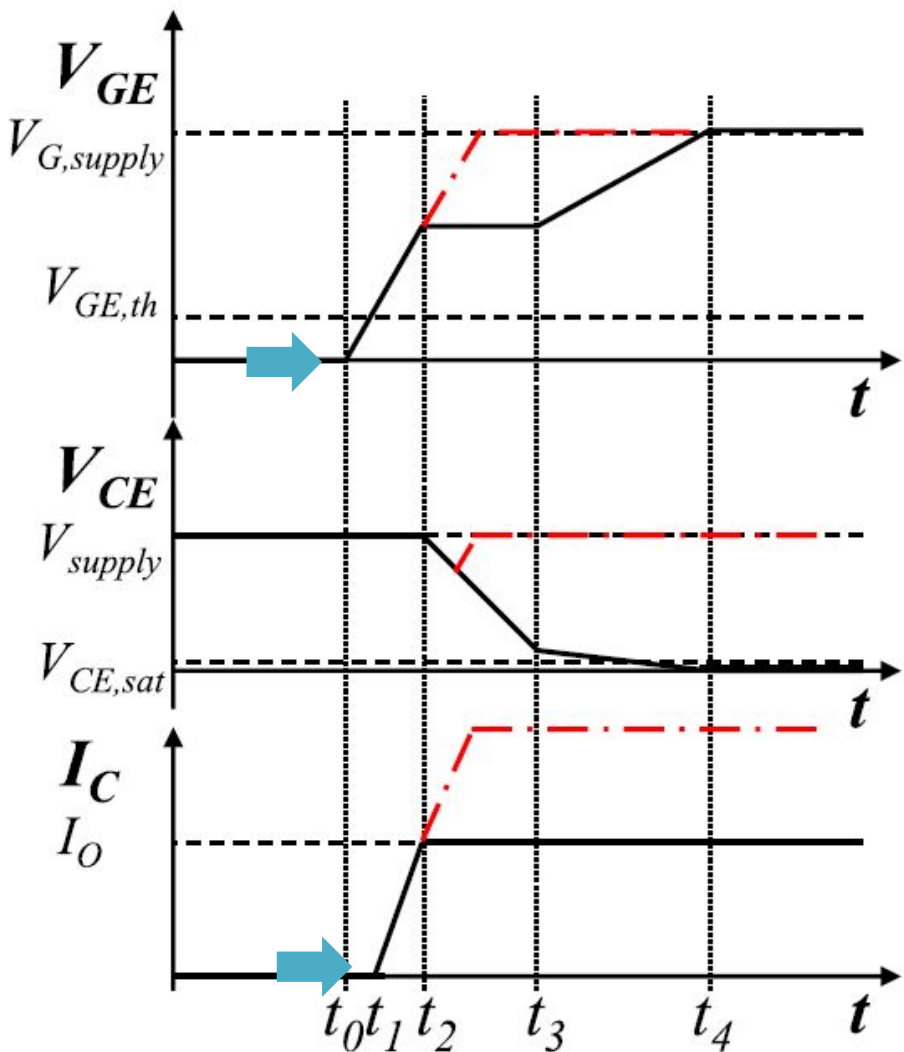 V_GE
V_G,supply
V_GE,th
t
V_CE
V_supply
V_CE,sat
t
I_C
I_O
t_0 t_1 t_2 t_3 t_4 t